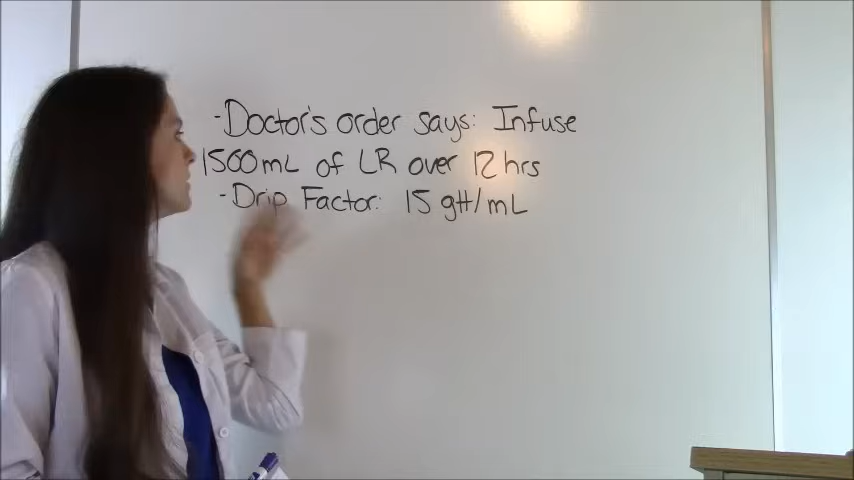 - Doctor's order says: Infuse
1500mL of LR over 12 hrs
- Drip Factor: 15 gtt/mL